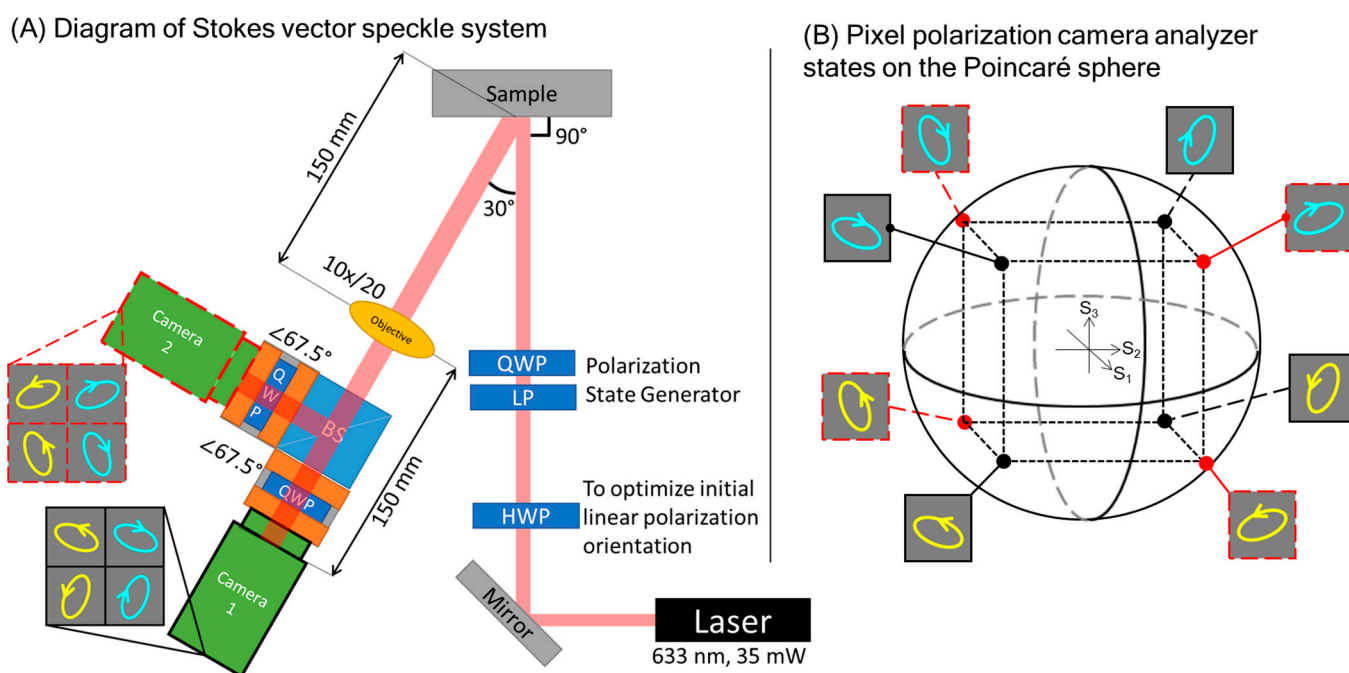 (A) Diagram of Stokes vector speckle system
Sample
90°
150 mm
30°
10x/20
Objective
Camera
2
∠67.5°
Q
W
P
BS
∠67.5°
QWP
150 mm
Camera
1
QWP
LP
Polarization
State Generator
HWP
To optimize initial
linear polarization
orientation
Mirror
Laser
633 nm, 35 mW
(B) Pixel polarization camera analyzer
states on the Poincaré sphere
S₃
S₂
S₁